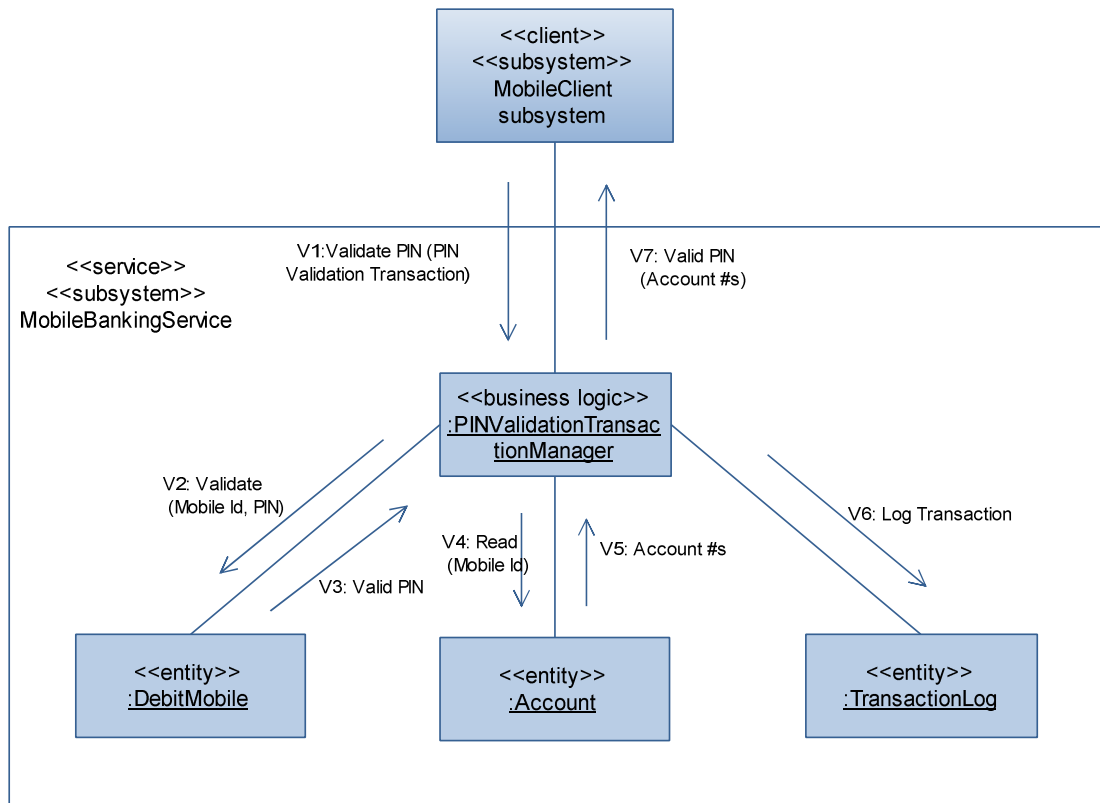 <<client>>
<<subsystem>>
MobileClient
subsystem
V1:Validate PIN (PIN
Validation Transaction)
V7: Valid PIN
(Account #s)
<<service>>
<<subsystem>>
MobileBankingService
<<business logic>>
:PINValidationTransac
tionManager
V2: Validate
(Mobile Id, PIN)
V3: Valid PIN
V4: Read
(Mobile Id)
V5: Account #s
V6: Log Transaction
<<entity>>
:DebitMobile
<<entity>>
:Account
<<entity>>
:TransactionLog